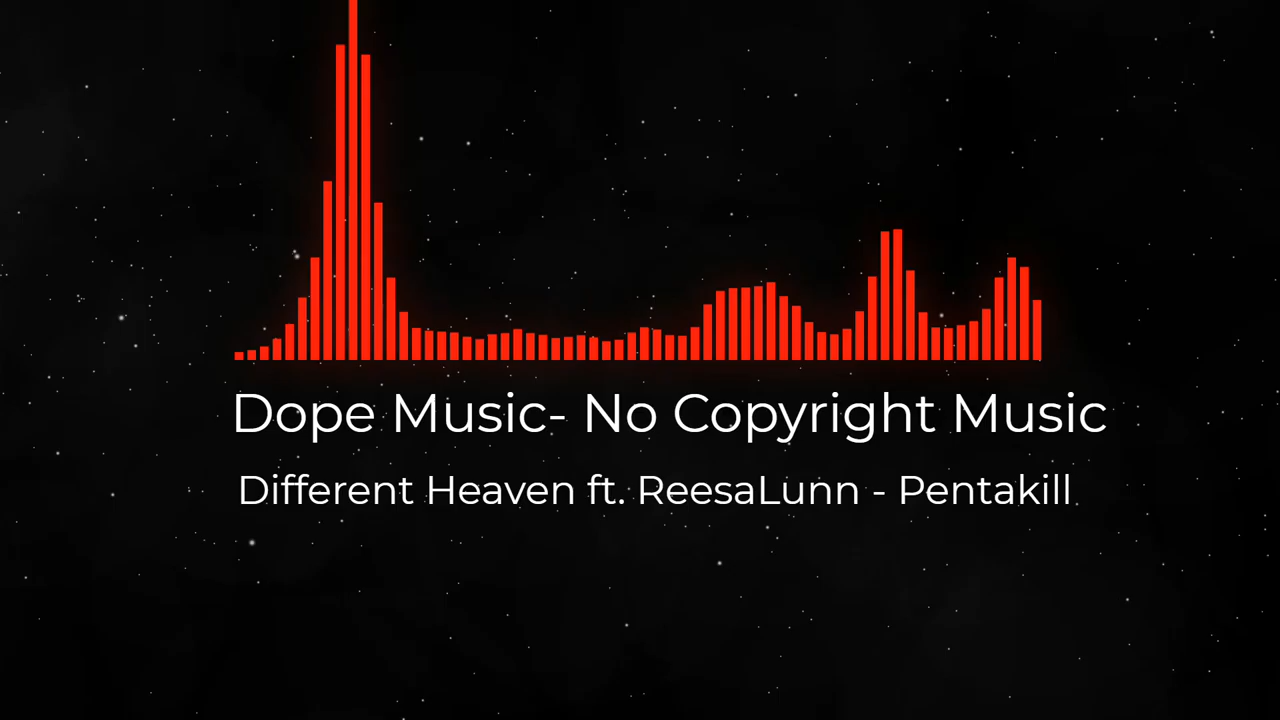 Dope Music- No Copyright Music
Different Heaven ft. ReesaLunn - Pentakill